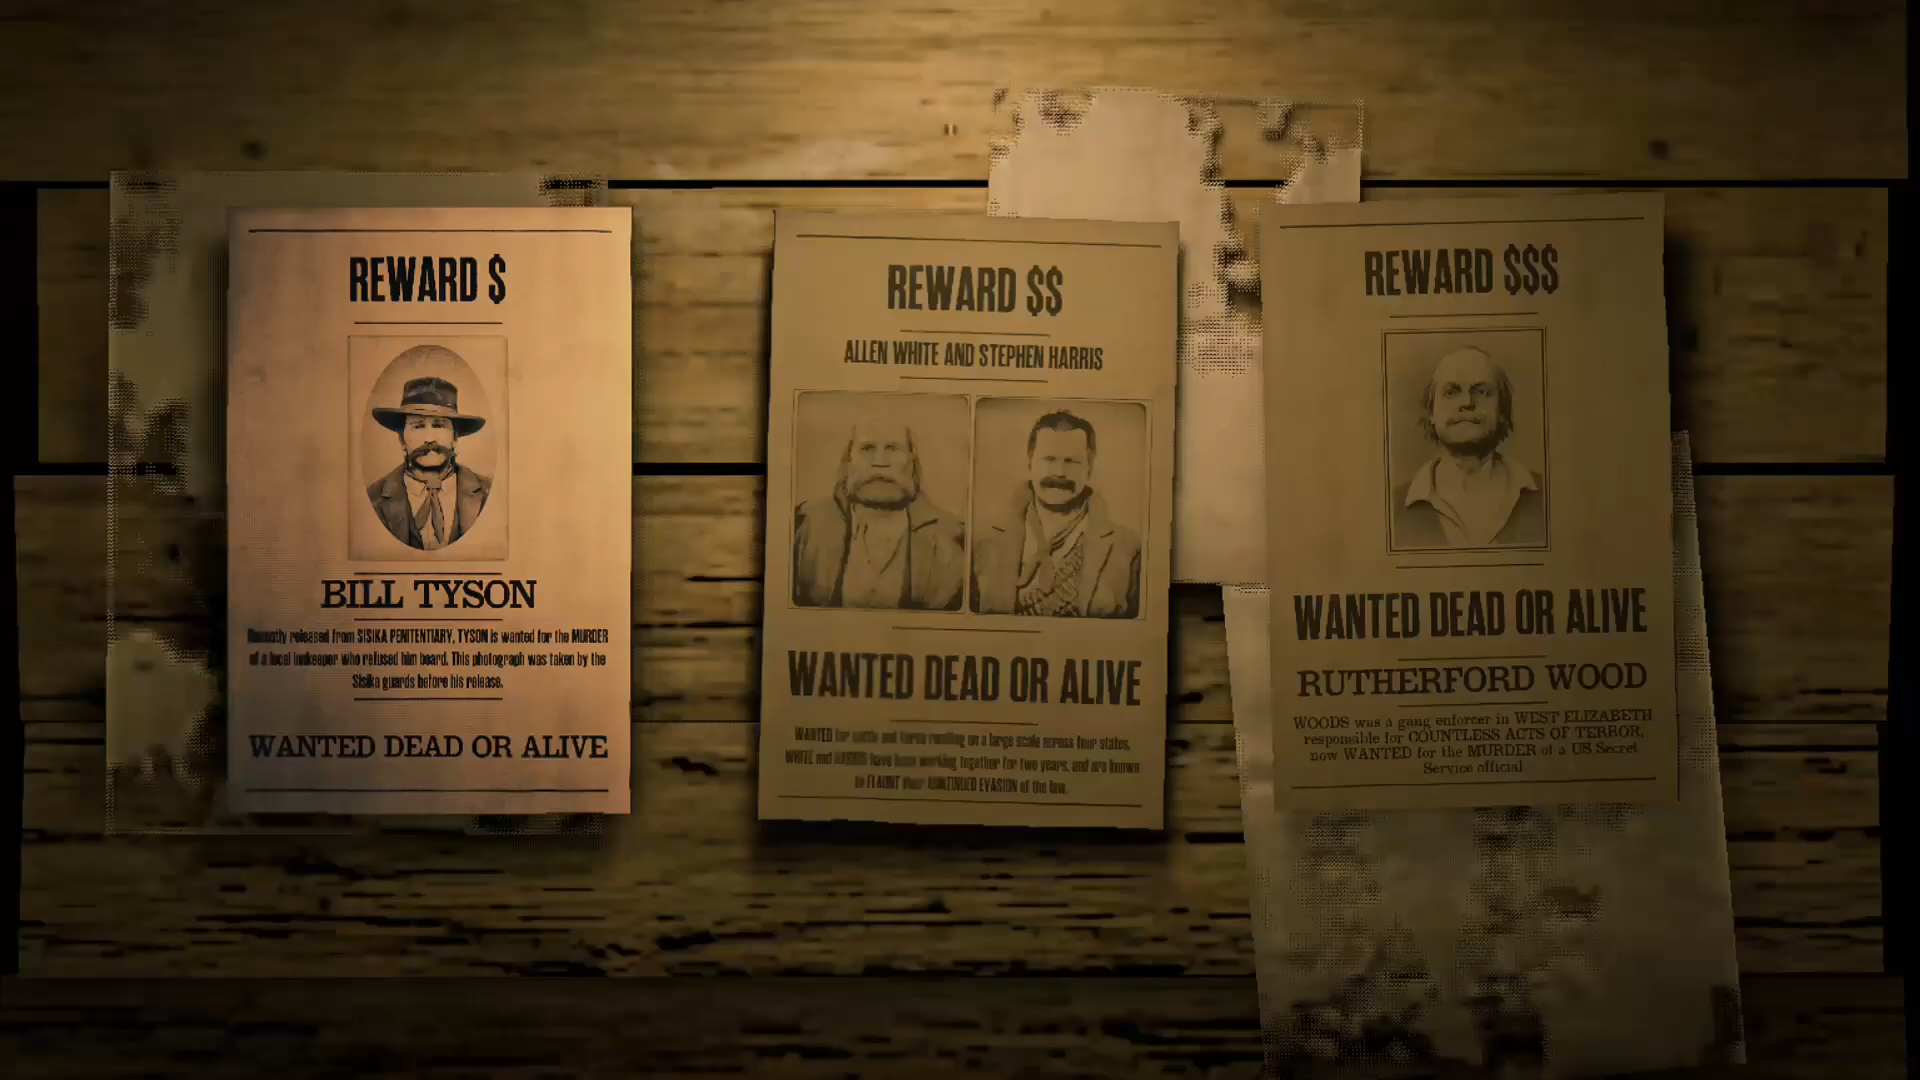 REWARD $
BILL TYSON
Recently released from SISIKA PENITENTIARY, TYSON is wanted for the MURDER
of a local innkeeper who refused him board. This photograph was taken by the
Sisika guards before his release.
WANTED DEAD OR ALIVE
REWARD $$
ALLEN WHITE AND STEPHEN HARRIS
WANTED DEAD OR ALIVE
WANTED for cattle and horse rustling on a large scale across four states,
WHITE and HARRIS have been working together for two years, and are known
to FLAUNT their CONTINUED EVASION of the law.
REWARD $$$
WANTED DEAD OR ALIVE
RUTHERFORD WOOD
WOODS was a gang enforcer in WEST ELIZABETH
responsible for COUNTLESS ACTS OF TERROR,
now WANTED for the MURDER of a US Secret
Service official.